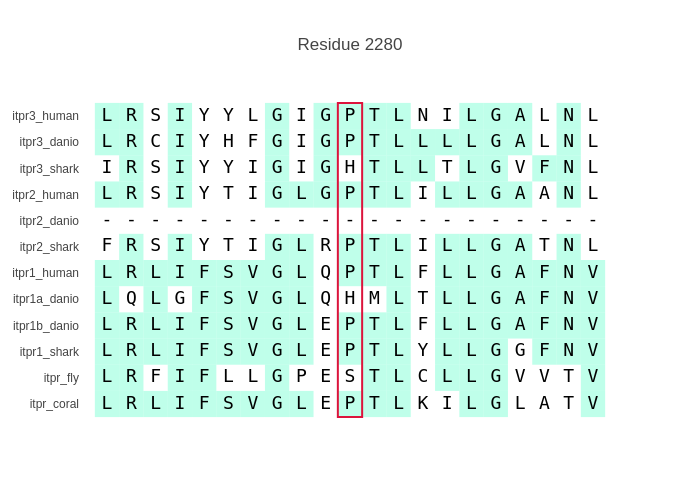 Residue 2280
itpr3_human L R S I Y Y L G I G P T L N I L G A L N L
itpr3_danio L R C I Y H F G I G P T L L L L G A L N L
itpr3_shark I R S I Y Y I G I G H T L L T L G V F N L
itpr2_human L R S I Y T I G L G P T L I L L G A A N L
itpr2_danio - - - - - - - - - - - - - - - - - - - - -
itpr2_shark F R S I Y T I G L R P T L I L L G A T N L
itpr1_human L R L I F S V G L Q P T L F L L G A F N V
itpr1a_danio L Q L G F S V G L Q H M L T L L G A F N V
itpr1b_danio L R L I F S V G L E P T L F L L G A F N V
itpr1_shark L R L I F S V G L E P T L Y L L G G F N V
itpr_fly L R F I F L L G P E S T L C L L G V V T V
itpr_coral L R L I F S V G L E P T L K I L G L A T V